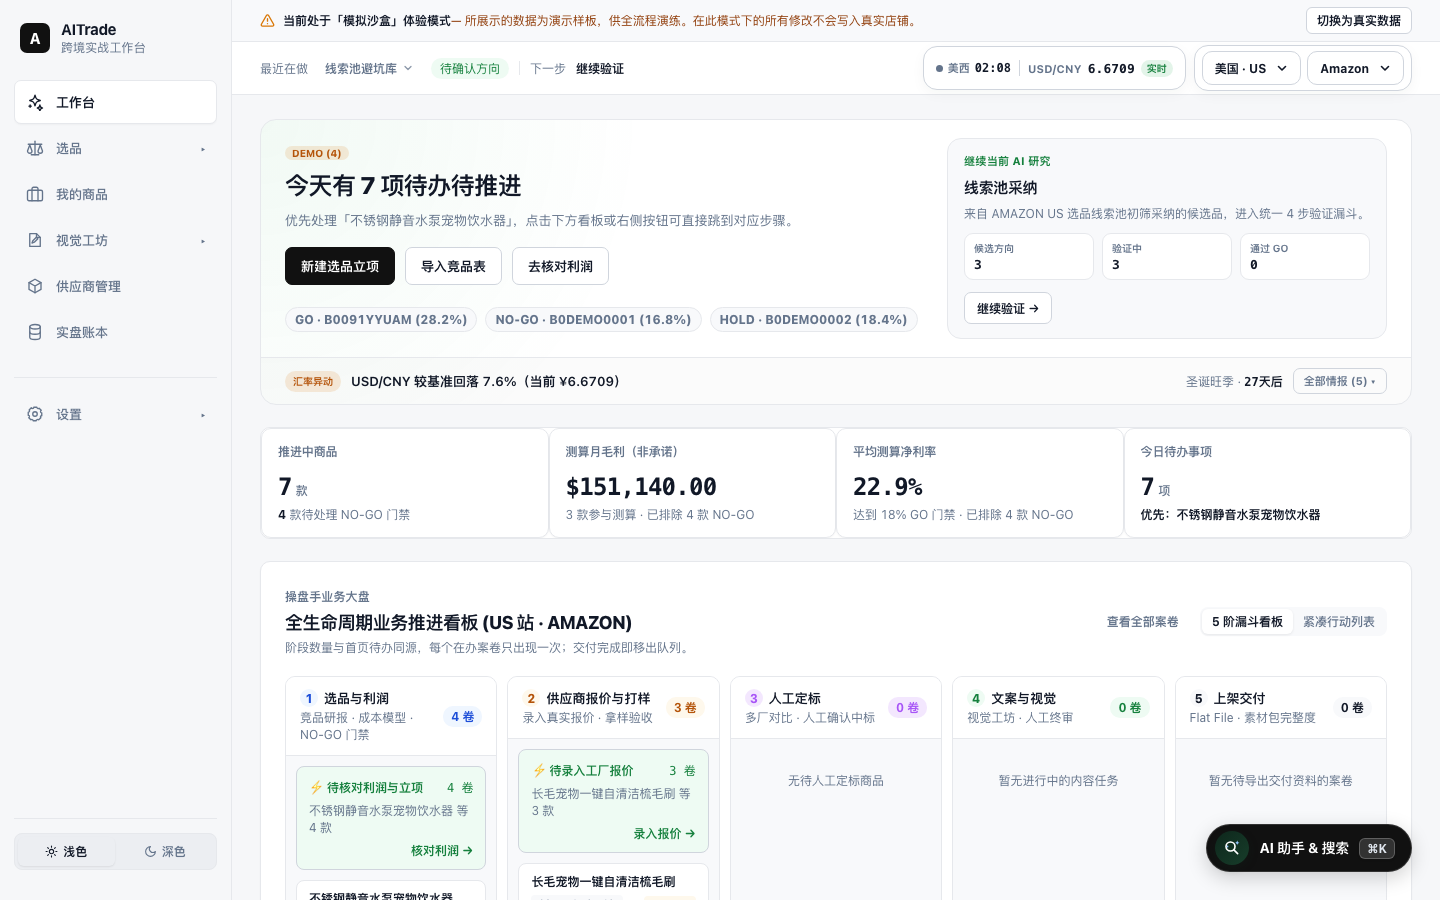 A
AITrade
跨境实战工作台
工作台
选品
我的商品
视觉工坊
供应商管理
实盘账本
设置
浅色
深色
当前处于「模拟沙盒」体验模式— 所展示的数据为演示样板，供全流程演练。在此模式下的所有修改不会写入真实店铺。
切换为真实数据
最近在做 线索池避坑库 待确认方向 下一步 继续验证
美西 02:08 USD/CNY 6.6709 实时
美国 · US
Amazon
DEMO (4)
今天有 7 项待办待推进
优先处理「不锈钢静音水泵宠物饮水器」，点击下方看板或右侧按钮可直接跳到对应步骤。
新建选品立项
导入竞品表
去核对利润
GO · B0091YYUAM (28.2%)
NO-GO · B0DEMO0001 (16.8%)
HOLD · B0DEMO0002 (18.4%)
继续当前 AI 研究
线索池采纳
来自 AMAZON US 选品线索池初筛采纳的候选品，进入统一 4 步验证漏斗。
候选方向
3
验证中
3
通过 GO
0
继续验证 →
汇率异动 USD/CNY 较基准回落 7.6%（当前 ¥6.6709）
圣诞旺季 · 27天后
全部情报 (5)
推进中商品
7 款
4 款待处理 NO-GO 门禁
测算月毛利（非承诺）
$151,140.00
3 款参与测算 · 已排除 4 款 NO-GO
平均测算净利率
22.9%
达到 18% GO 门禁 · 已排除 4 款 NO-GO
今日待办事项
7 项
优先：不锈钢静音水泵宠物饮水器
操盘手业务大盘
全生命周期业务推进看板 (US 站 · AMAZON)
阶段数量与首页待办同源，每个在办案卷只出现一次；交付完成即移出队列。
查看全部案卷
5 阶漏斗看板
紧凑行动列表
1 选品与利润
竞品研报 · 成本模型 ·
NO-GO 门禁
4 卷
⚡ 待核对利润与立项 4 卷
不锈钢静音水泵宠物饮水器 等
4 款
核对利润 →
不锈钢静音水泵宠物饮水器
2 供应商报价与打样
录入真实报价 · 拿样验收
3 卷
⚡ 待录入工厂报价 3 卷
长毛宠物一键自清洁梳毛刷 等
3 款
录入报价 →
长毛宠物一键自清洁梳毛刷
3 人工定标
多厂对比 · 人工确认中标
0 卷
无待人工定标商品
4 文案与视觉
视觉工坊 · 人工终审
0 卷
暂无进行中的内容任务
5 上架交付
Flat File · 素材包完整度
0 卷
暂无待导出交付资料的案卷
AI 助手 & 搜索 ⌘K